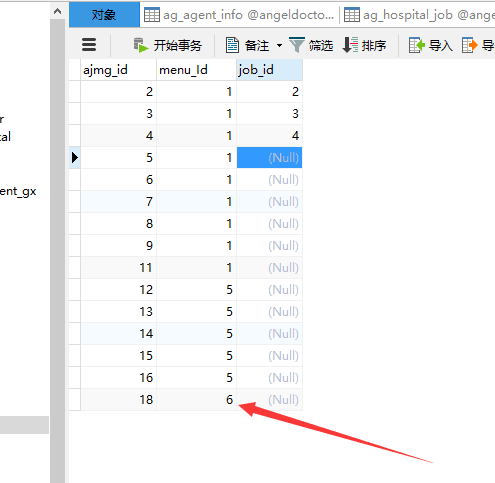 对象 ag_agent_info @angeldocto... ag_hospital_job @ange
开始事务 备注 筛选 排序 导入 导
ajmg_id menu_Id job_id
2 1 2
3 1 3
4 1 4
5 1 (Null)
6 1 (Null)
7 1 (Null)
8 1 (Null)
9 1 (Null)
11 1 (Null)
12 5 (Null)
13 5 (Null)
14 5 (Null)
15 5 (Null)
16 5 (Null)
18 6 (Null)
r
tal
ent_gx